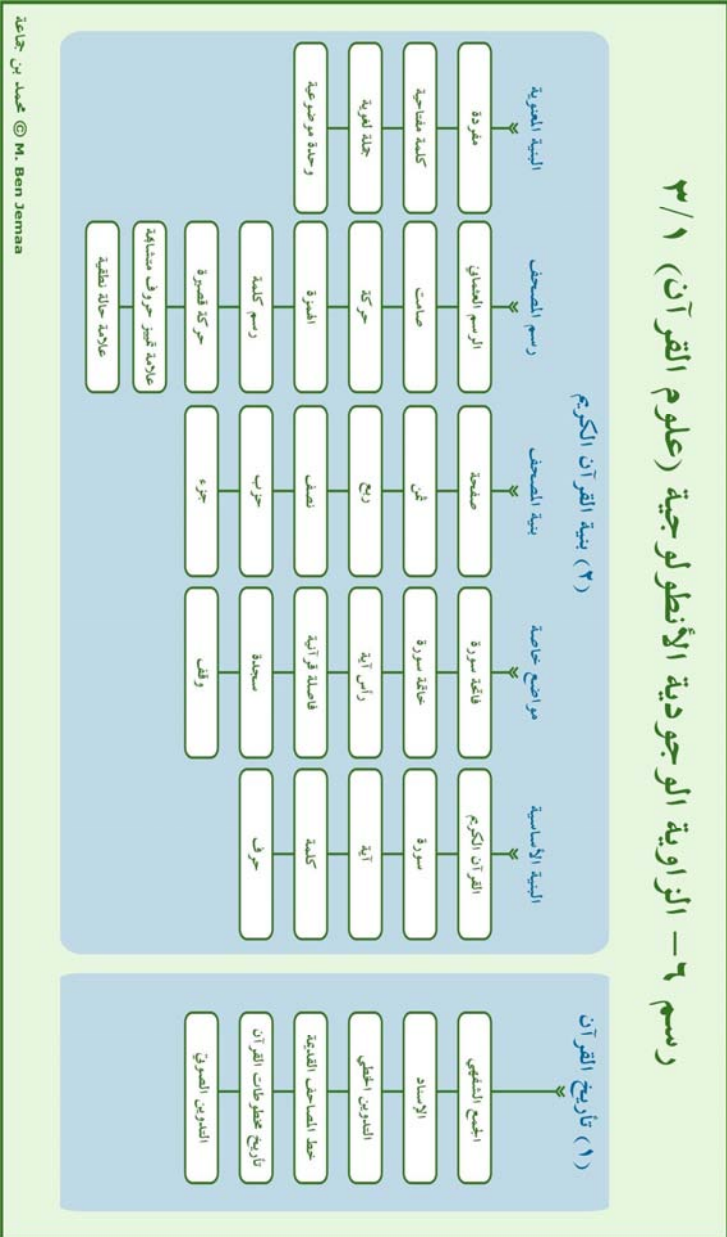 رسم ٦- الزاوية الوجودية الأنطولوجية (علوم القرآن) ٣/١
(١) تأريخ القرآن
الجمع الشفهي
الإسناد
التدوين الخطي
خط المصاحف القديمة
تأريخ مخطوطات القرآن
التدوين الصوتي
(٢) بنية القرآن الكريم
البنية الأساسية
القرآن الكريم
سورة
آية
كلمة
حرف
مواضع خاصة
فاتحة سورة
خاتمة سورة
رأس آية
فاصلة قرآنية
سجدة
وقف
بنية المصحف
صفحة
ثمن
ربع
نصف
حزب
جزء
رسم المصحف
الرسم العثماني
صامت
حركة
الهمزة
رسم كلمة
حركة قصيرة
علامة تمييز حروف متشابهة
علامة حالة نطقية
البنية المعنوية
مفردة
كلمة مفتاحية
جملة لغوية
وحدة موضوعية
محمد بن جماعة © M. Ben Jemaa